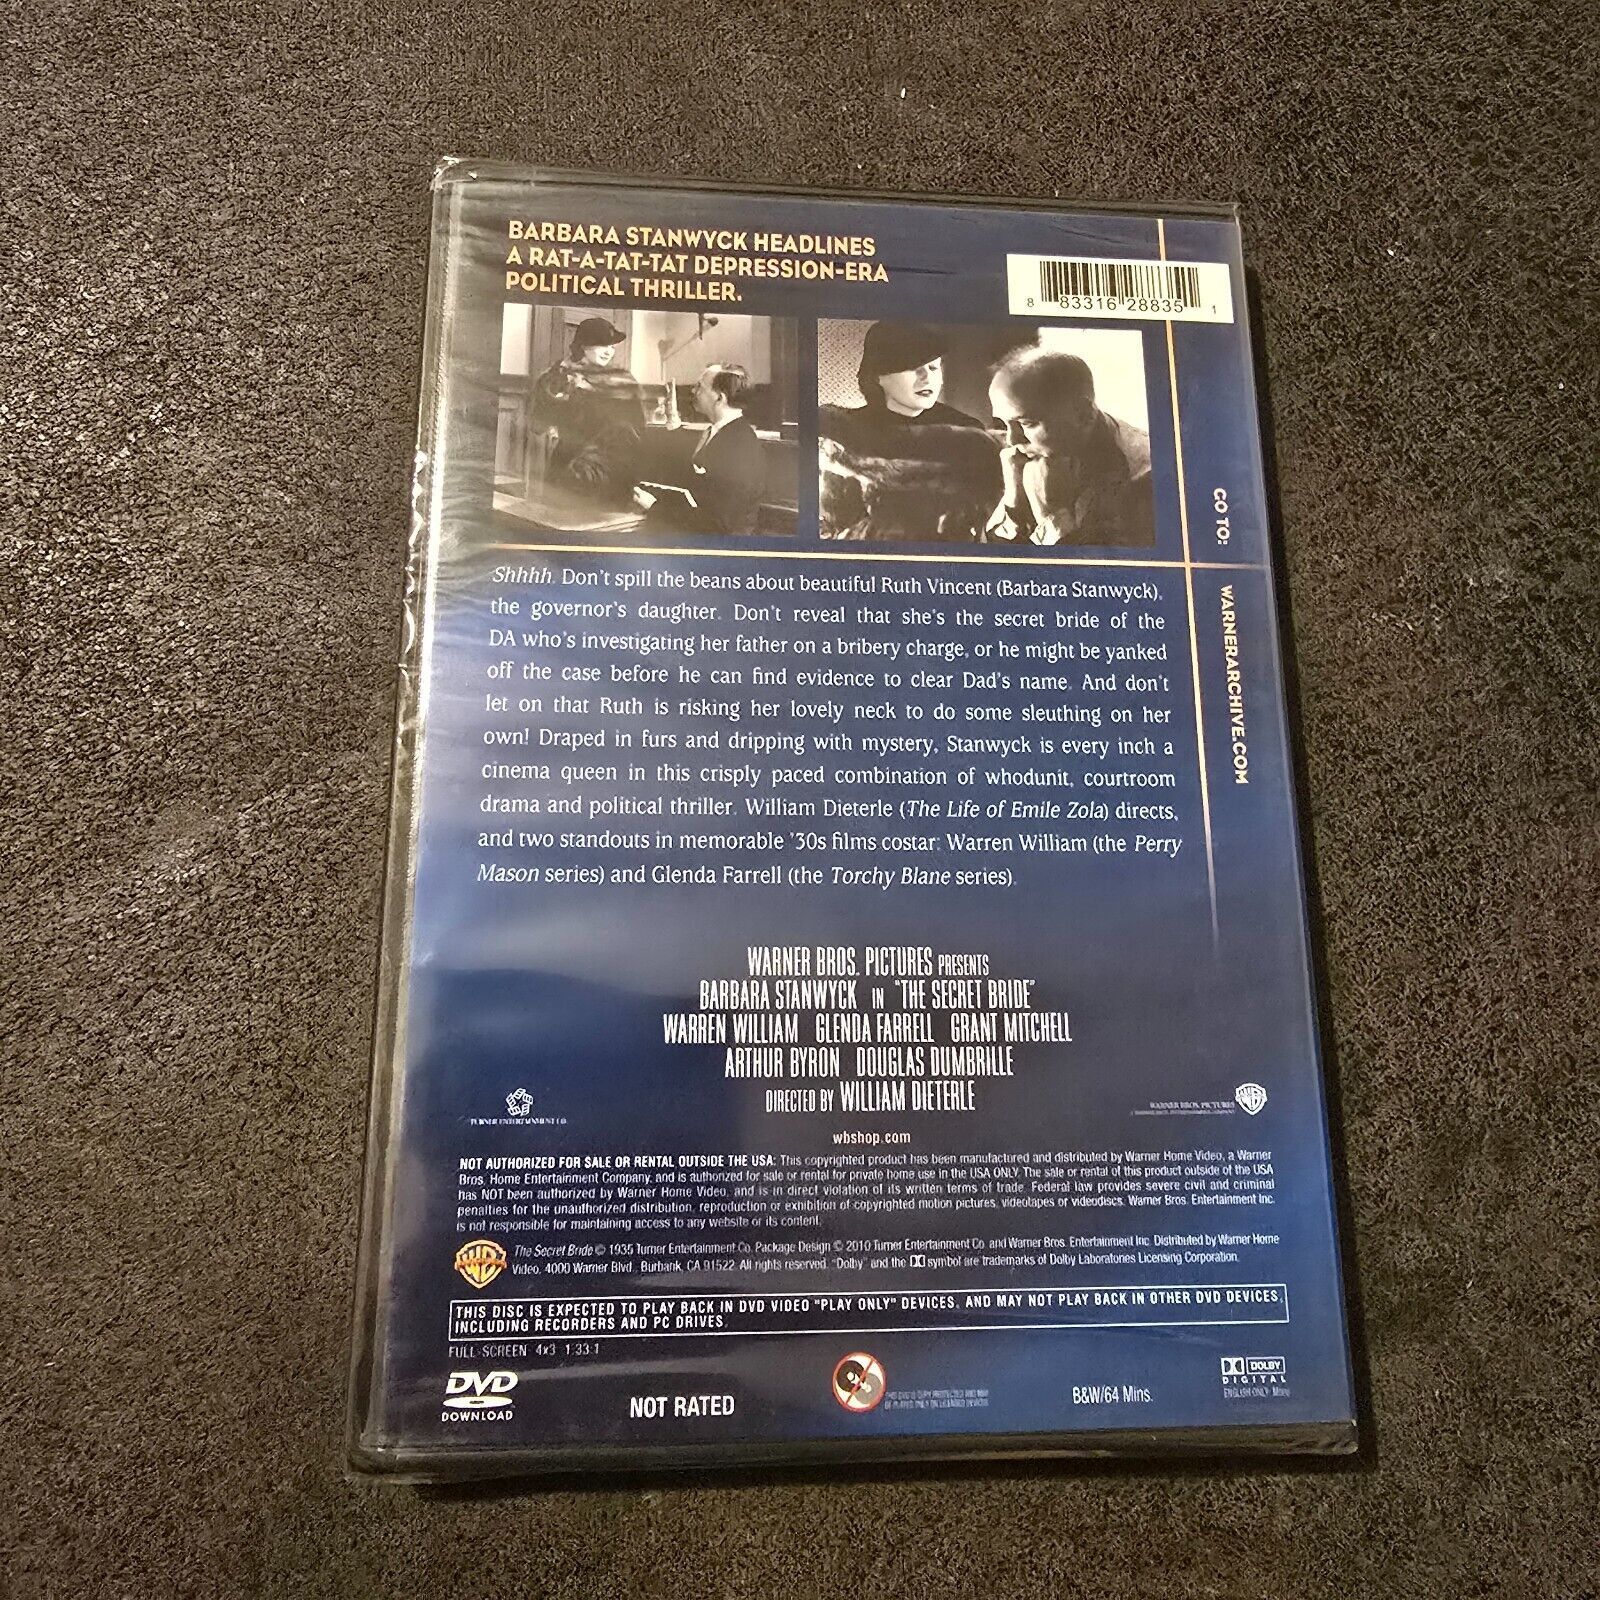 BARBARA STANWYCK HEADLINES
A RAT-A-TAT-TAT DEPRESSION-ERA
POLITICAL THRILLER.
8 83316 28835 1
GO TO: WARNERARCHIVE.COM
Shhhh. Don't spill the beans about beautiful Ruth Vincent (Barbara Stanwyck),
the governor's daughter. Don't reveal that she's the secret bride of the
DA who's investigating her father on a bribery charge, or he might be yanked
off the case before he can find evidence to clear Dad's name. And don't
let on that Ruth is risking her lovely neck to do some sleuthing on her
own! Draped in furs and dripping with mystery, Stanwyck is every inch a
cinema queen in this crisply paced combination of whodunit, courtroom
drama and political thriller. William Dieterle (The Life of Emile Zola) directs,
and two standouts in memorable '30s films costar: Warren William (the Perry
Mason series) and Glenda Farrell (the Torchy Blane series).
WARNER BROS. PICTURES PRESENTS
BARBARA STANWYCK IN "THE SECRET BRIDE"
WARREN WILLIAM GLENDA FARRELL GRANT MITCHELL
ARTHUR BYRON DOUGLAS DUMBRILLE
DIRECTED BY WILLIAM DIETERLE
TURNER ENTERTAINMENT CO.
WARNER BROS. PICTURES
wbshop.com
NOT AUTHORIZED FOR SALE OR RENTAL OUTSIDE THE USA: This copyrighted product has been manufactured and distributed by Warner Home Video, a Warner
Bros. Home Entertainment Company, and is authorized for sale or rental for private home use in the USA ONLY. The sale or rental of this product outside of the USA
has NOT been authorized by Warner Home Video, and is in direct violation of its written terms of trade. Federal law provides severe civil and criminal
penalties for the unauthorized distribution, reproduction or exhibition of copyrighted motion pictures, videotapes or videodiscs. Warner Bros. Entertainment Inc.
is not responsible for maintaining access to any website or its content.
The Secret Bride © 1935 Turner Entertainment Co. Package Design © 2010 Turner Entertainment Co. and Warner Bros. Entertainment Inc. Distributed by Warner Home
Video, 4000 Warner Blvd., Burbank, CA 91522. All rights reserved. "Dolby" and the DD symbol are trademarks of Dolby Laboratories Licensing Corporation.
THIS DISC IS EXPECTED TO PLAY BACK IN DVD VIDEO "PLAY ONLY" DEVICES, AND MAY NOT PLAY BACK IN OTHER DVD DEVICES,
INCLUDING RECORDERS AND PC DRIVES.
FULL-SCREEN 4x3 1.33:1
DVD
DOWNLOAD
NOT RATED
B&W/64 Mins.
DOLBY
DIGITAL
ENGLISH ONLY: Mono